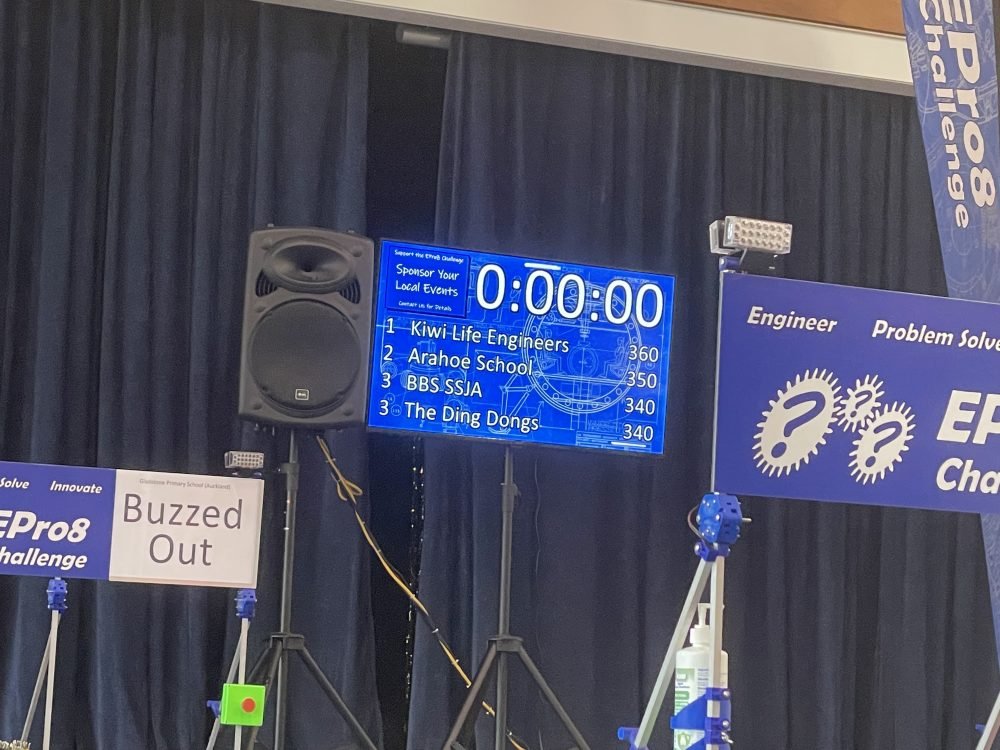 EPro8
Challenge
Support the EPro8 Challenge
Sponsor Your
Local Events
Contact Us for Details
0:00:00
1 Kiwi Life Engineers 360
2 Arahoe School 350
3 BBS SSJA 340
3 The Ding Dongs 340
Engineer Problem Solve
EP
Cha
Solve Innovate
EPro8
hallenge
Gladstone Primary School (Auckland)
Buzzed
Out